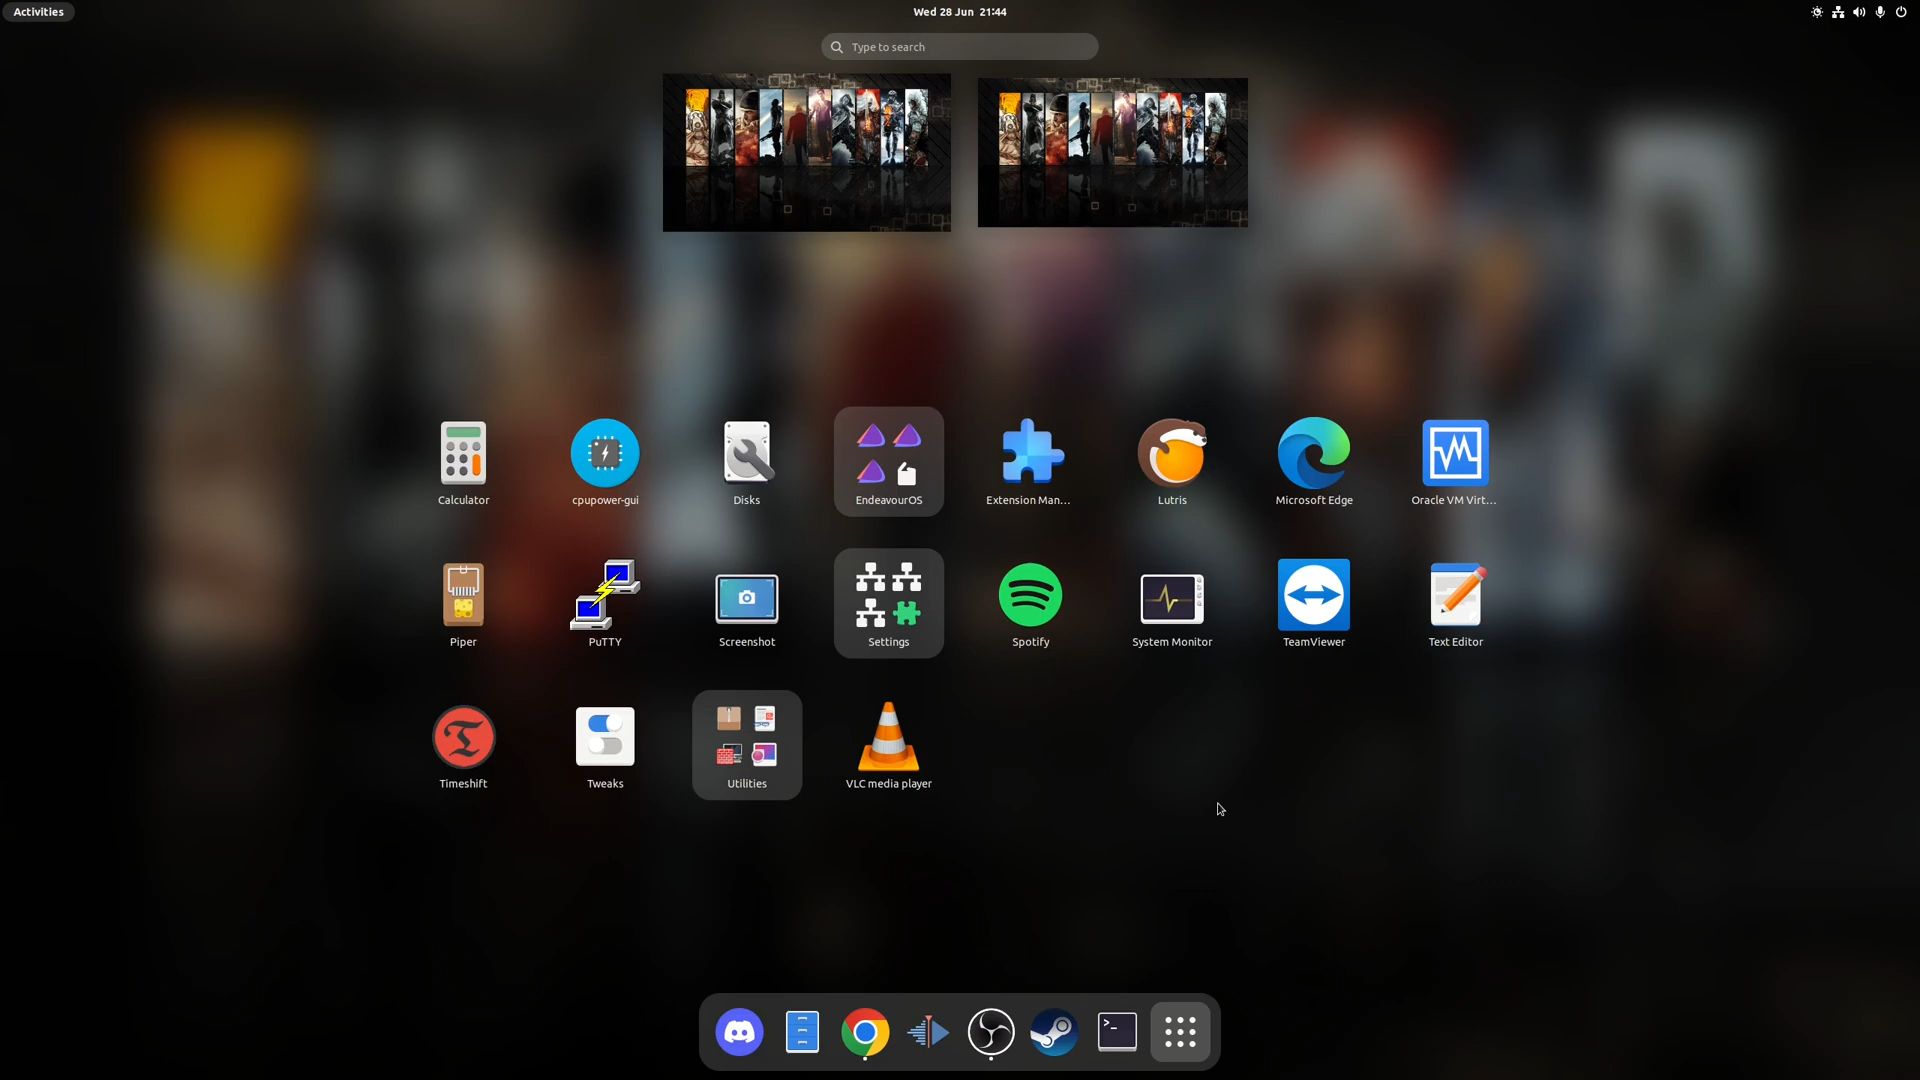 Activities
Wed 28 Jun 21:44
Type to search
Calculator
cpupower-gui
Disks
EndeavourOS
Extension Man...
Lutris
Microsoft Edge
Oracle VM Virt...
Piper
PuTTY
Screenshot
Settings
Spotify
System Monitor
TeamViewer
Text Editor
Timeshift
Tweaks
Utilities
VLC media player